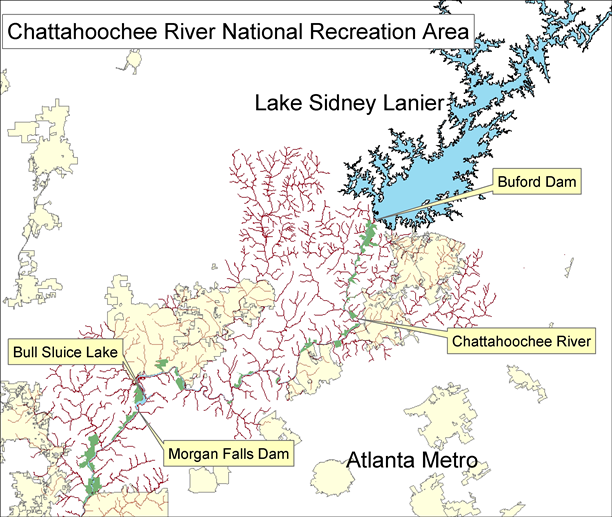 Chattahoochee River National Recreation Area
Lake Sidney Lanier
Buford Dam
Chattahoochee River
Bull Sluice Lake
Morgan Falls Dam
Atlanta Metro